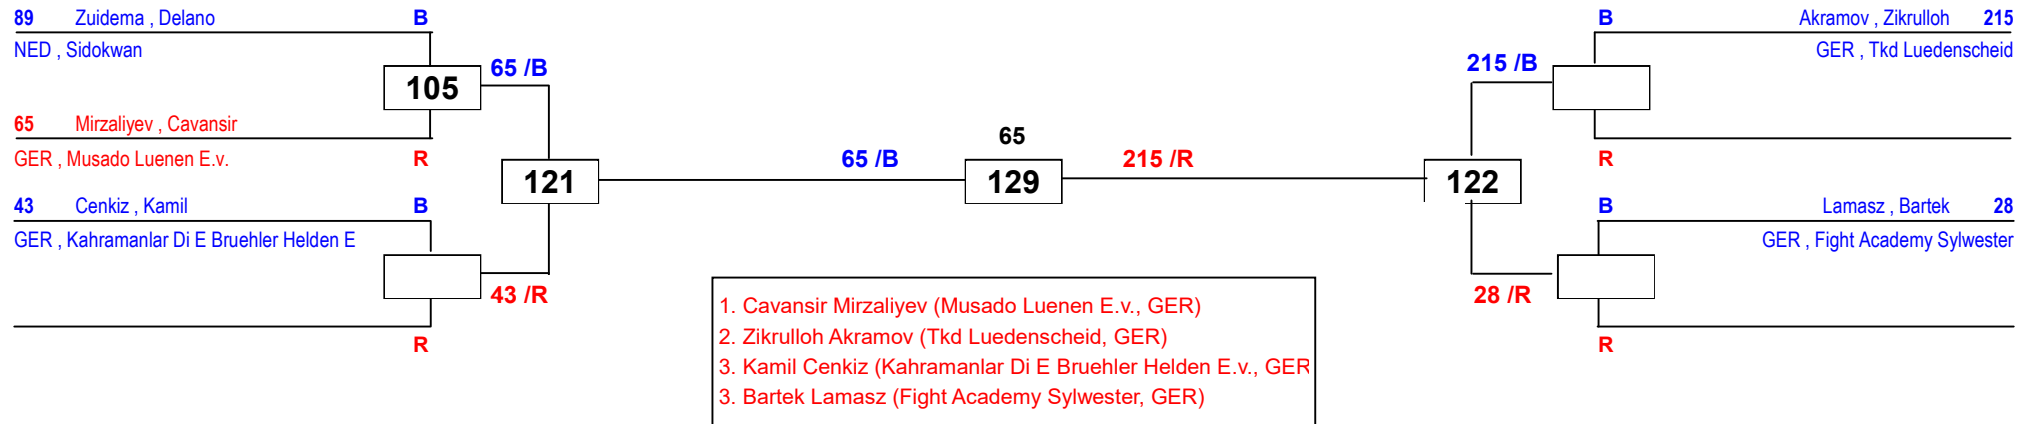 89 Zuidema , Delano B
NED , Sidokwan
105
65 /B
65 Mirzaliyev , Cavansir
GER , Musado Luenen E.v. R
121
43 Cenkiz , Kamil B
GER , Kahramanlar Di E Bruehler Helden E
43 /R
R
65 /B
65
129
215 /R
1. Cavansir Mirzaliyev (Musado Luenen E.v., GER)
2. Zikrulloh Akramov (Tkd Luedenscheid, GER)
3. Kamil Cenkiz (Kahramanlar Di E Bruehler Helden E.v., GER
3. Bartek Lamasz (Fight Academy Sylwester, GER)
B Akramov , Zikrulloh 215
GER , Tkd Luedenscheid
215 /B
R
122
B Lamasz , Bartek 28
GER , Fight Academy Sylwester
28 /R
R